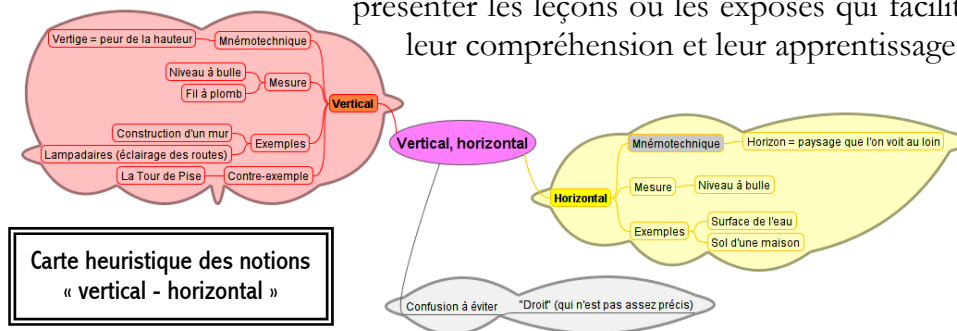 présenter les leçons ou les exposés qui facilit
leur compréhension et leur apprentissage
Vertige = peur de la hauteur
Mnémotechnique
Niveau à bulle
Fil à plomb
Mesure
Vertical
Construction d'un mur
Lampadaires (éclairage des routes)
Exemples
La Tour de Pise
Contre-exemple
Vertical, horizontal
Mnémotechnique
Horizon = paysage que l'on voit au loin
Horizontal
Mesure
Niveau à bulle
Exemples
Surface de l'eau
Sol d'une maison
Carte heuristique des notions
« vertical - horizontal »
Confusion à éviter
"Droit" (qui n'est pas assez précis)